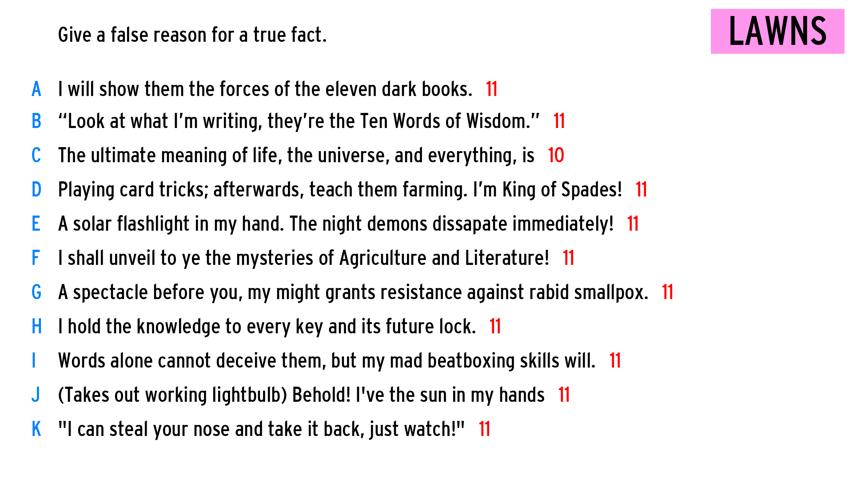 LAWNS
Give a false reason for a true fact.
A I will show them the forces of the eleven dark books. 11
B “Look at what I’m writing, they’re the Ten Words of Wisdom.” 11
C The ultimate meaning of life, the universe, and everything, is 10
D Playing card tricks; afterwards, teach them farming. I’m King of Spades! 11
E A solar flashlight in my hand. The night demons dissapate immediately! 11
F I shall unveil to ye the mysteries of Agriculture and Literature! 11
G A spectacle before you, my might grants resistance against rabid smallpox. 11
H I hold the knowledge to every key and its future lock. 11
I Words alone cannot deceive them, but my mad beatboxing skills will. 11
J (Takes out working lightbulb) Behold! I've the sun in my hands 11
K "I can steal your nose and take it back, just watch!" 11